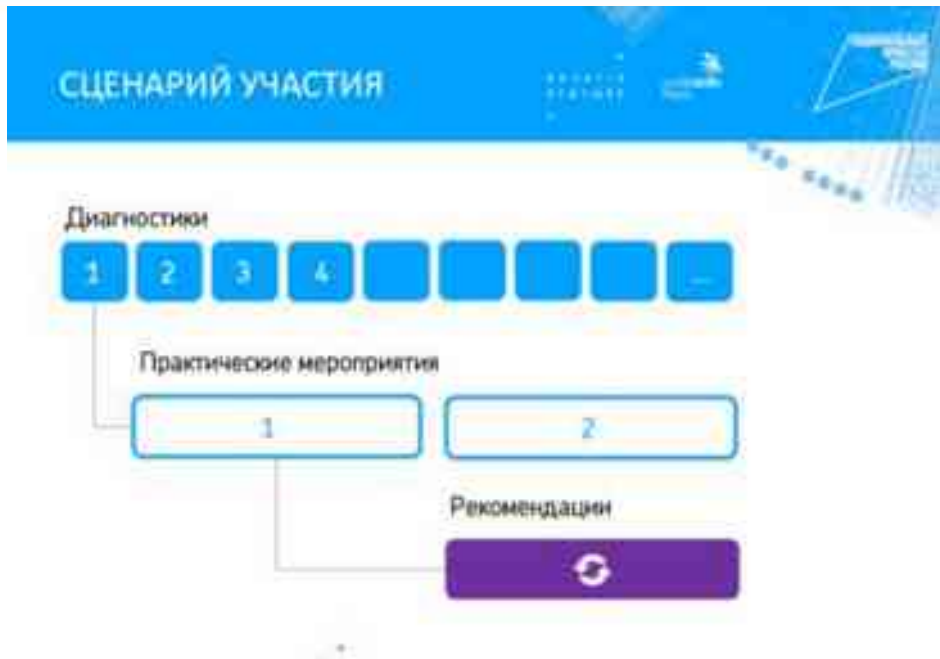 СЦЕНАРИЙ УЧАСТИЯ
Диагностики
1 2 3 4 ...
Практические мероприятия
1 2
Рекомендации